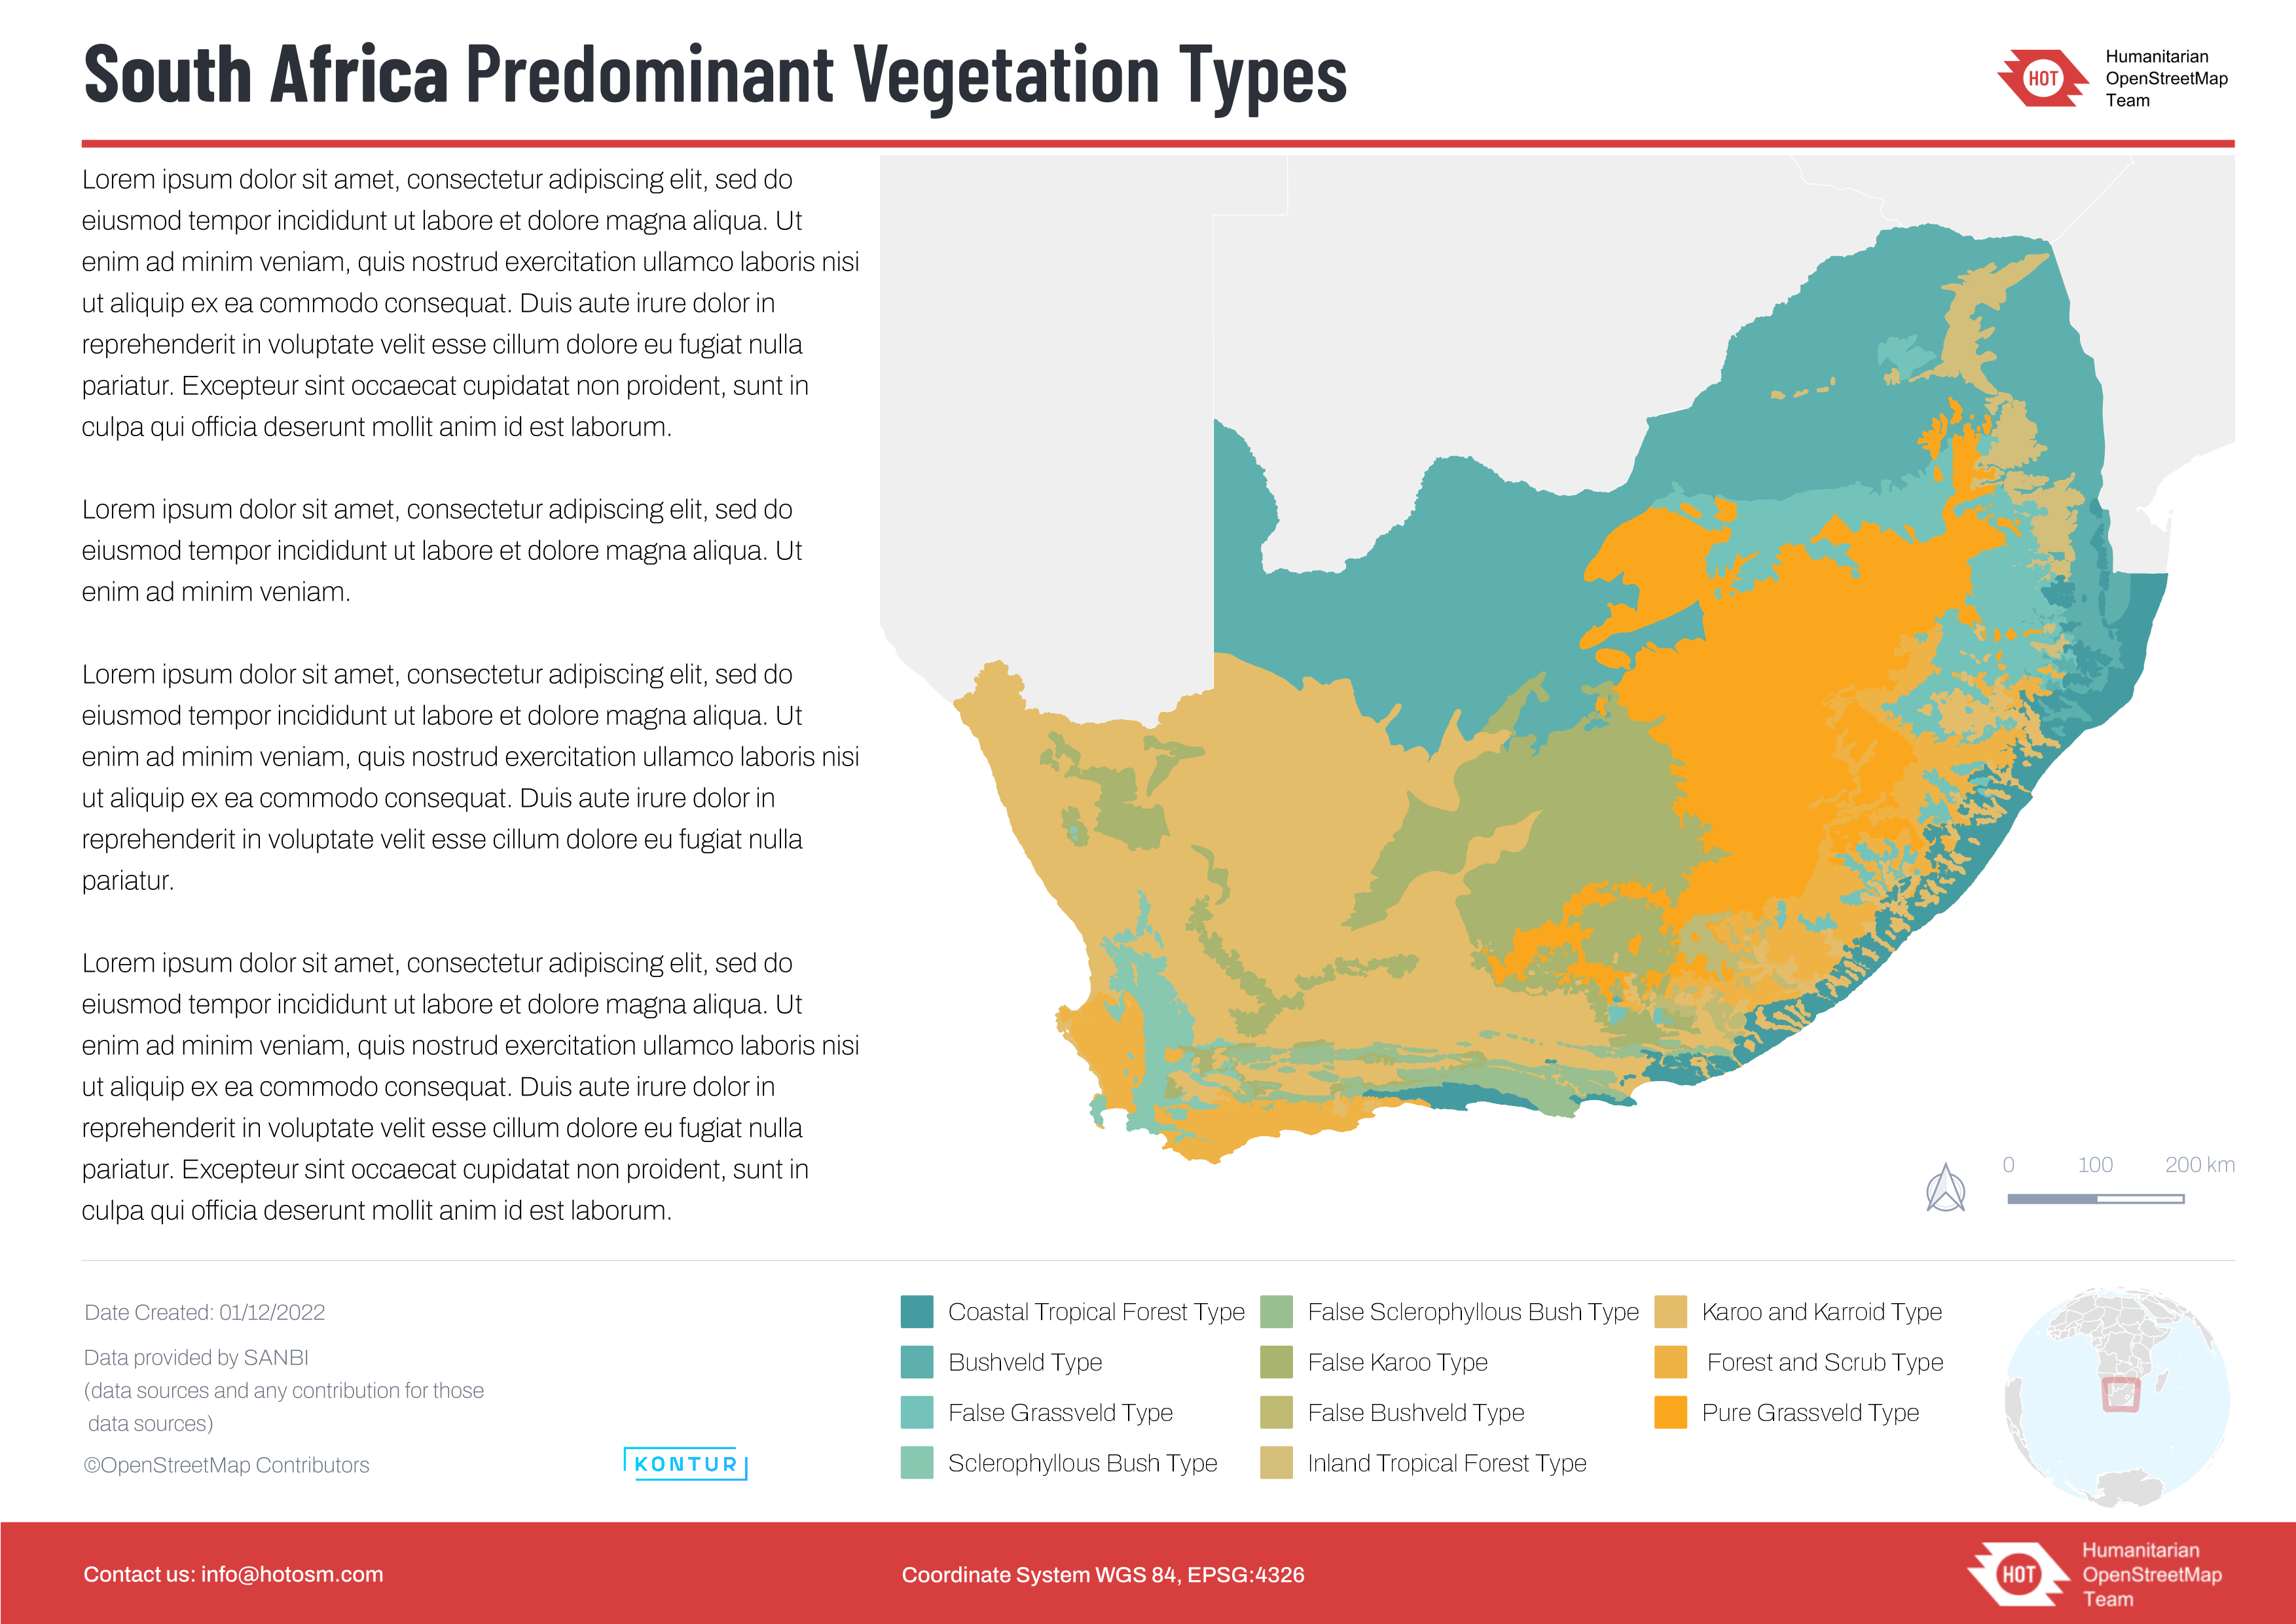 South Africa Predominant Vegetation Types
HOT
Humanitarian
OpenStreetMap
Team
Lorem ipsum dolor sit amet, consectetur adipiscing elit, sed do
eiusmod tempor incididunt ut labore et dolore magna aliqua. Ut
enim ad minim veniam, quis nostrud exercitation ullamco laboris nisi
ut aliquip ex ea commodo consequat. Duis aute irure dolor in
reprehenderit in voluptate velit esse cillum dolore eu fugiat nulla
pariatur. Excepteur sint occaecat cupidatat non proident, sunt in
culpa qui officia deserunt mollit anim id est laborum.
Lorem ipsum dolor sit amet, consectetur adipiscing elit, sed do
eiusmod tempor incididunt ut labore et dolore magna aliqua. Ut
enim ad minim veniam.
Lorem ipsum dolor sit amet, consectetur adipiscing elit, sed do
eiusmod tempor incididunt ut labore et dolore magna aliqua. Ut
enim ad minim veniam, quis nostrud exercitation ullamco laboris nisi
ut aliquip ex ea commodo consequat. Duis aute irure dolor in
reprehenderit in voluptate velit esse cillum dolore eu fugiat nulla
pariatur.
Lorem ipsum dolor sit amet, consectetur adipiscing elit, sed do
eiusmod tempor incididunt ut labore et dolore magna aliqua. Ut
enim ad minim veniam, quis nostrud exercitation ullamco laboris nisi
ut aliquip ex ea commodo consequat. Duis aute irure dolor in
reprehenderit in voluptate velit esse cillum dolore eu fugiat nulla
pariatur. Excepteur sint occaecat cupidatat non proident, sunt in
culpa qui officia deserunt mollit anim id est laborum.
0 100 200 km
Date Created: 01/12/2022
Data provided by SANBI
(data sources and any contribution for those
data sources)
©OpenStreetMap Contributors
KONTUR
Coastal Tropical Forest Type
Bushveld Type
False Grassveld Type
Sclerophyllous Bush Type
False Sclerophyllous Bush Type
False Karoo Type
False Bushveld Type
Inland Tropical Forest Type
Karoo and Karroid Type
Forest and Scrub Type
Pure Grassveld Type
Contact us: info@hotosm.com
Coordinate System WGS 84, EPSG:4326
HOT
Humanitarian
OpenStreetMap
Team